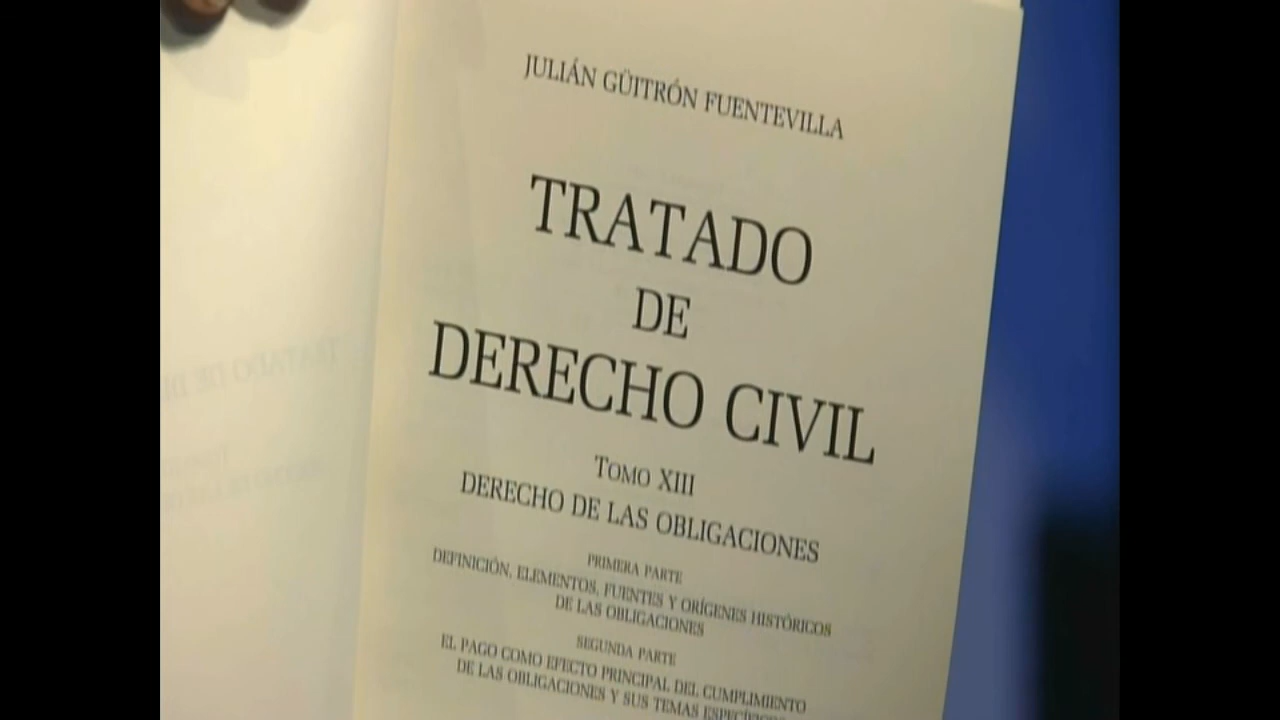 JULIÁN GÜITRÓN FUENTEVILLA
TRATADO
DE
DERECHO CIVIL
TOMO XIII
DERECHO DE LAS OBLIGACIONES
PRIMERA PARTE
DEFINICIÓN, ELEMENTOS, FUENTES Y ORÍGENES HISTÓRICOS
DE LAS OBLIGACIONES
SEGUNDA PARTE
EL PAGO COMO EFECTO PRINCIPAL DEL CUMPLIMIENTO
DE LAS OBLIGACIONES Y SUS TEMAS